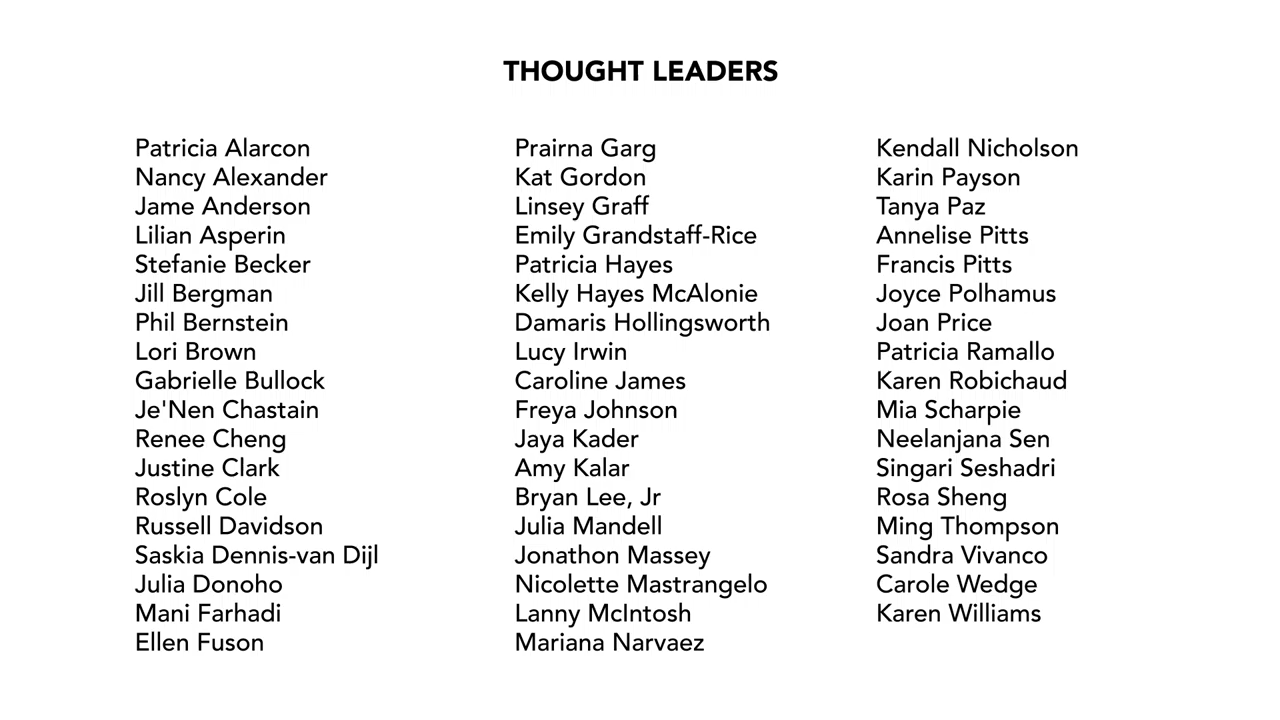 THOUGHT LEADERS
Patricia Alarcon
Nancy Alexander
Jame Anderson
Lilian Asperin
Stefanie Becker
Jill Bergman
Phil Bernstein
Lori Brown
Gabrielle Bullock
Je'Nen Chastain
Renee Cheng
Justine Clark
Roslyn Cole
Russell Davidson
Saskia Dennis-van Dijl
Julia Donoho
Mani Farhadi
Ellen Fuson
Prairna Garg
Kat Gordon
Linsey Graff
Emily Grandstaff-Rice
Patricia Hayes
Kelly Hayes McAlonie
Damaris Hollingsworth
Lucy Irwin
Caroline James
Freya Johnson
Jaya Kader
Amy Kalar
Bryan Lee, Jr
Julia Mandell
Jonathon Massey
Nicolette Mastrangelo
Lanny McIntosh
Mariana Narvaez
Kendall Nicholson
Karin Payson
Tanya Paz
Annelise Pitts
Francis Pitts
Joyce Polhamus
Joan Price
Patricia Ramallo
Karen Robichaud
Mia Scharpie
Neelanjana Sen
Singari Seshadri
Rosa Sheng
Ming Thompson
Sandra Vivanco
Carole Wedge
Karen Williams